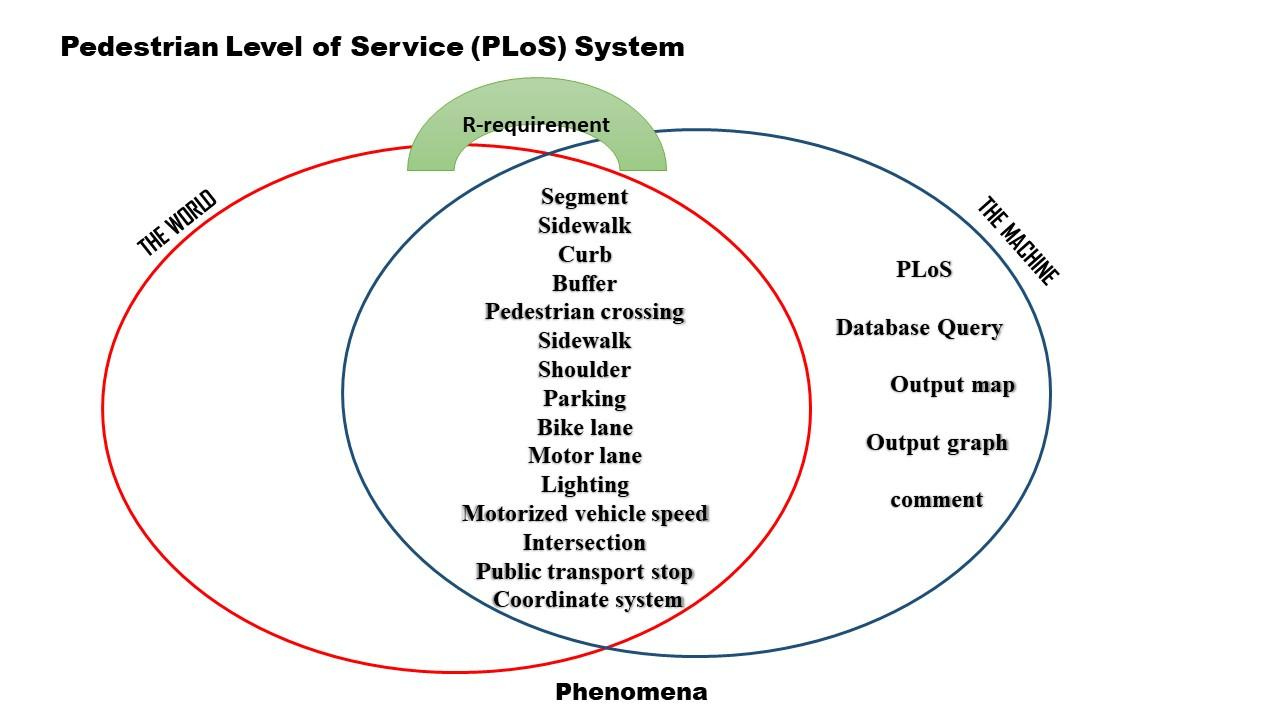 Pedestrian Level of Service (PLoS) System
R-requirement
THE WORLD
THE MACHINE
Segment
Sidewalk
Curb
Buffer
Pedestrian crossing
Sidewalk
Shoulder
Parking
Bike lane
Motor lane
Lighting
Motorized vehicle speed
Intersection
Public transport stop
Coordinate system
PLoS
Database Query
Output map
Output graph
comment
Phenomena